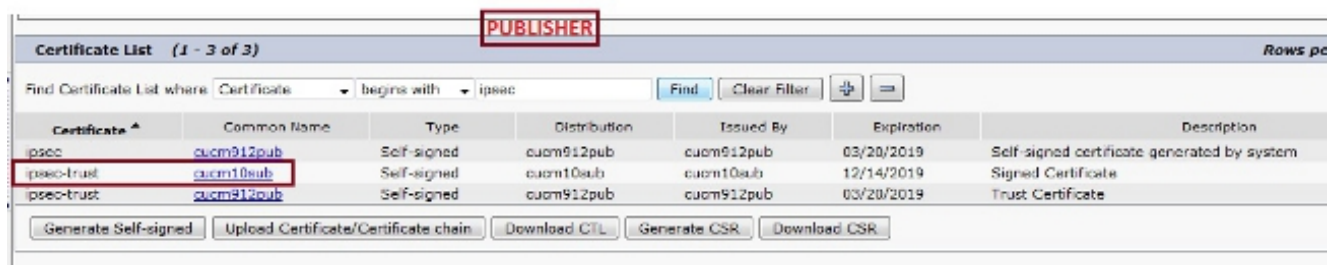 PUBLISHER
Certificate List (1 - 3 of 3) Rows pe
Find Certificate List where Certificate begins with ipsec Find Clear Filter
Certificate Common Name Type Distribution Issued By Expiration Description
ipsec cucm912pub Self-signed cucm912pub cucm912pub 03/20/2019 Self-signed certificate generated by system
ipsec-trust cucm10sub Self-signed cucm10sub cucm10sub 12/14/2019 Signed Certificate
ipsec-trust cucm912pub Self-signed cucm912pub cucm912pub 03/20/2019 Trust Certificate
Generate Self-signed Upload Certificate/Certificate chain Download CTL Generate CSR Download CSR